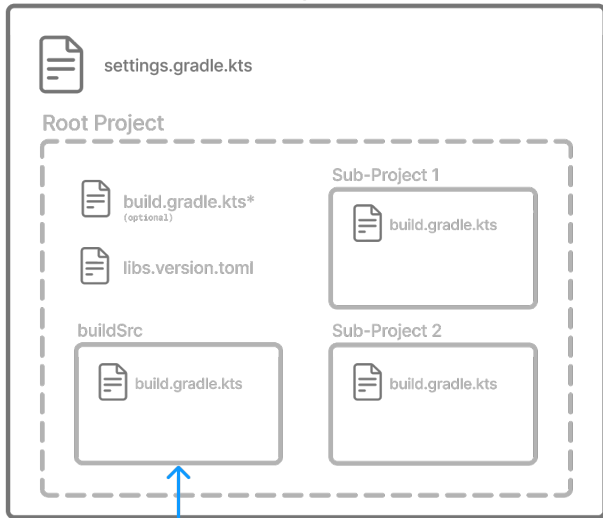 settings.gradle.kts
Root Project
build.gradle.kts*
(optional)
libs.version.toml
Sub-Project 1
build.gradle.kts
buildSrc
build.gradle.kts
Sub-Project 2
build.gradle.kts